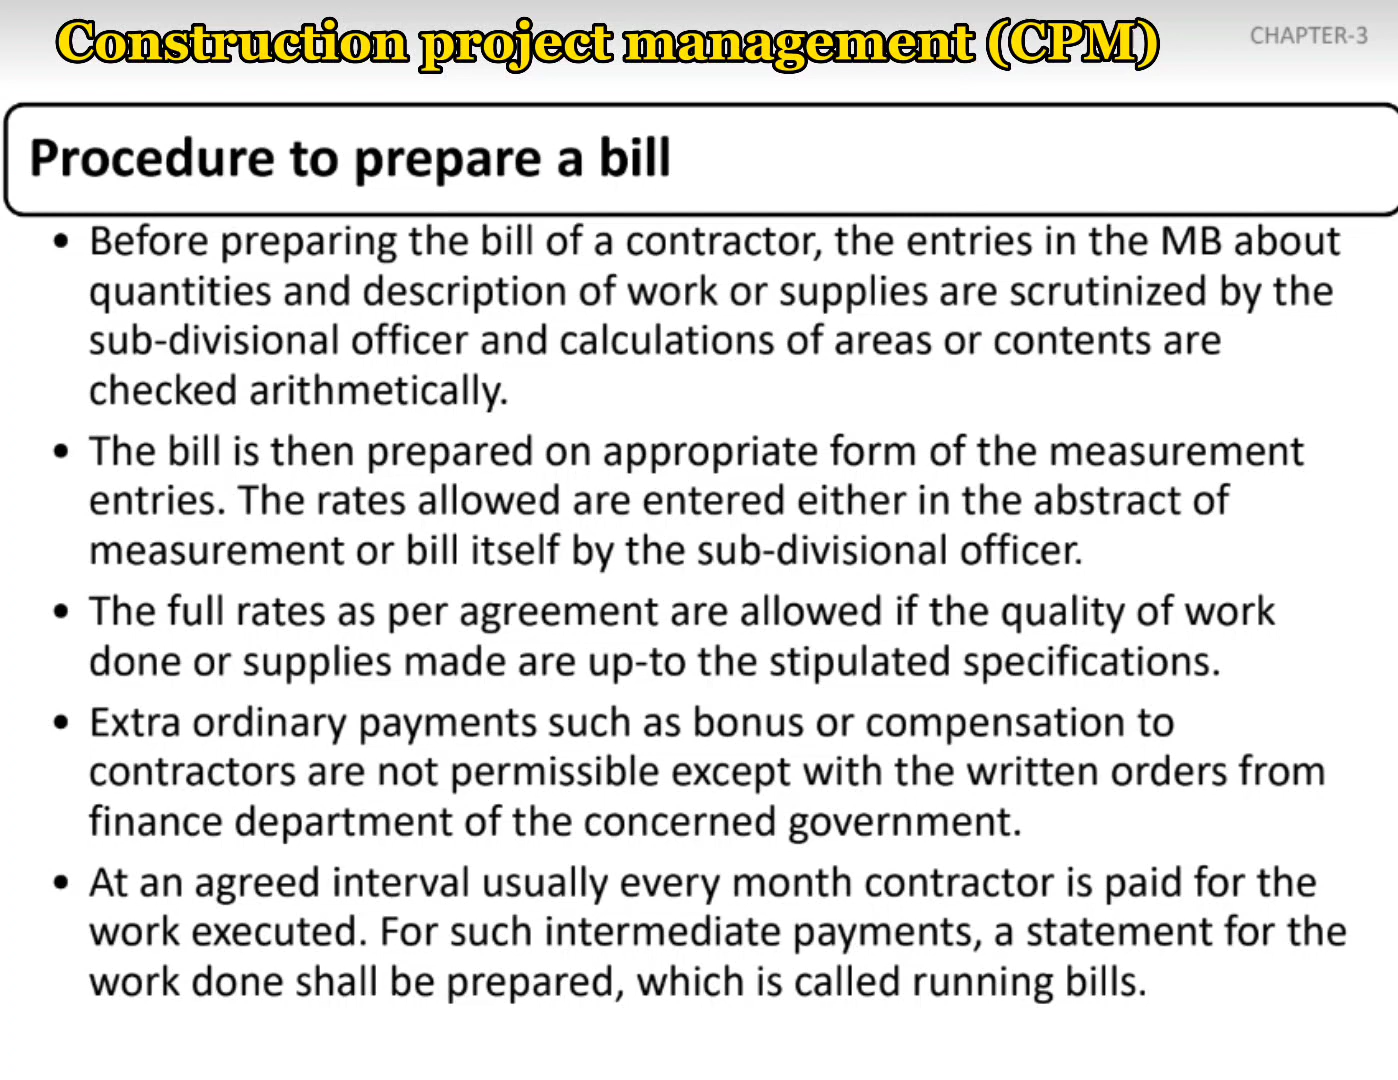 Construction project management (CPM)
CHAPTER-3
Procedure to prepare a bill
• Before preparing the bill of a contractor, the entries in the MB about
quantities and description of work or supplies are scrutinized by the
sub-divisional officer and calculations of areas or contents are
checked arithmetically.
• The bill is then prepared on appropriate form of the measurement
entries. The rates allowed are entered either in the abstract of
measurement or bill itself by the sub-divisional officer.
• The full rates as per agreement are allowed if the quality of work
done or supplies made are up-to the stipulated specifications.
• Extra ordinary payments such as bonus or compensation to
contractors are not permissible except with the written orders from
finance department of the concerned government.
• At an agreed interval usually every month contractor is paid for the
work executed. For such intermediate payments, a statement for the
work done shall be prepared, which is called running bills.